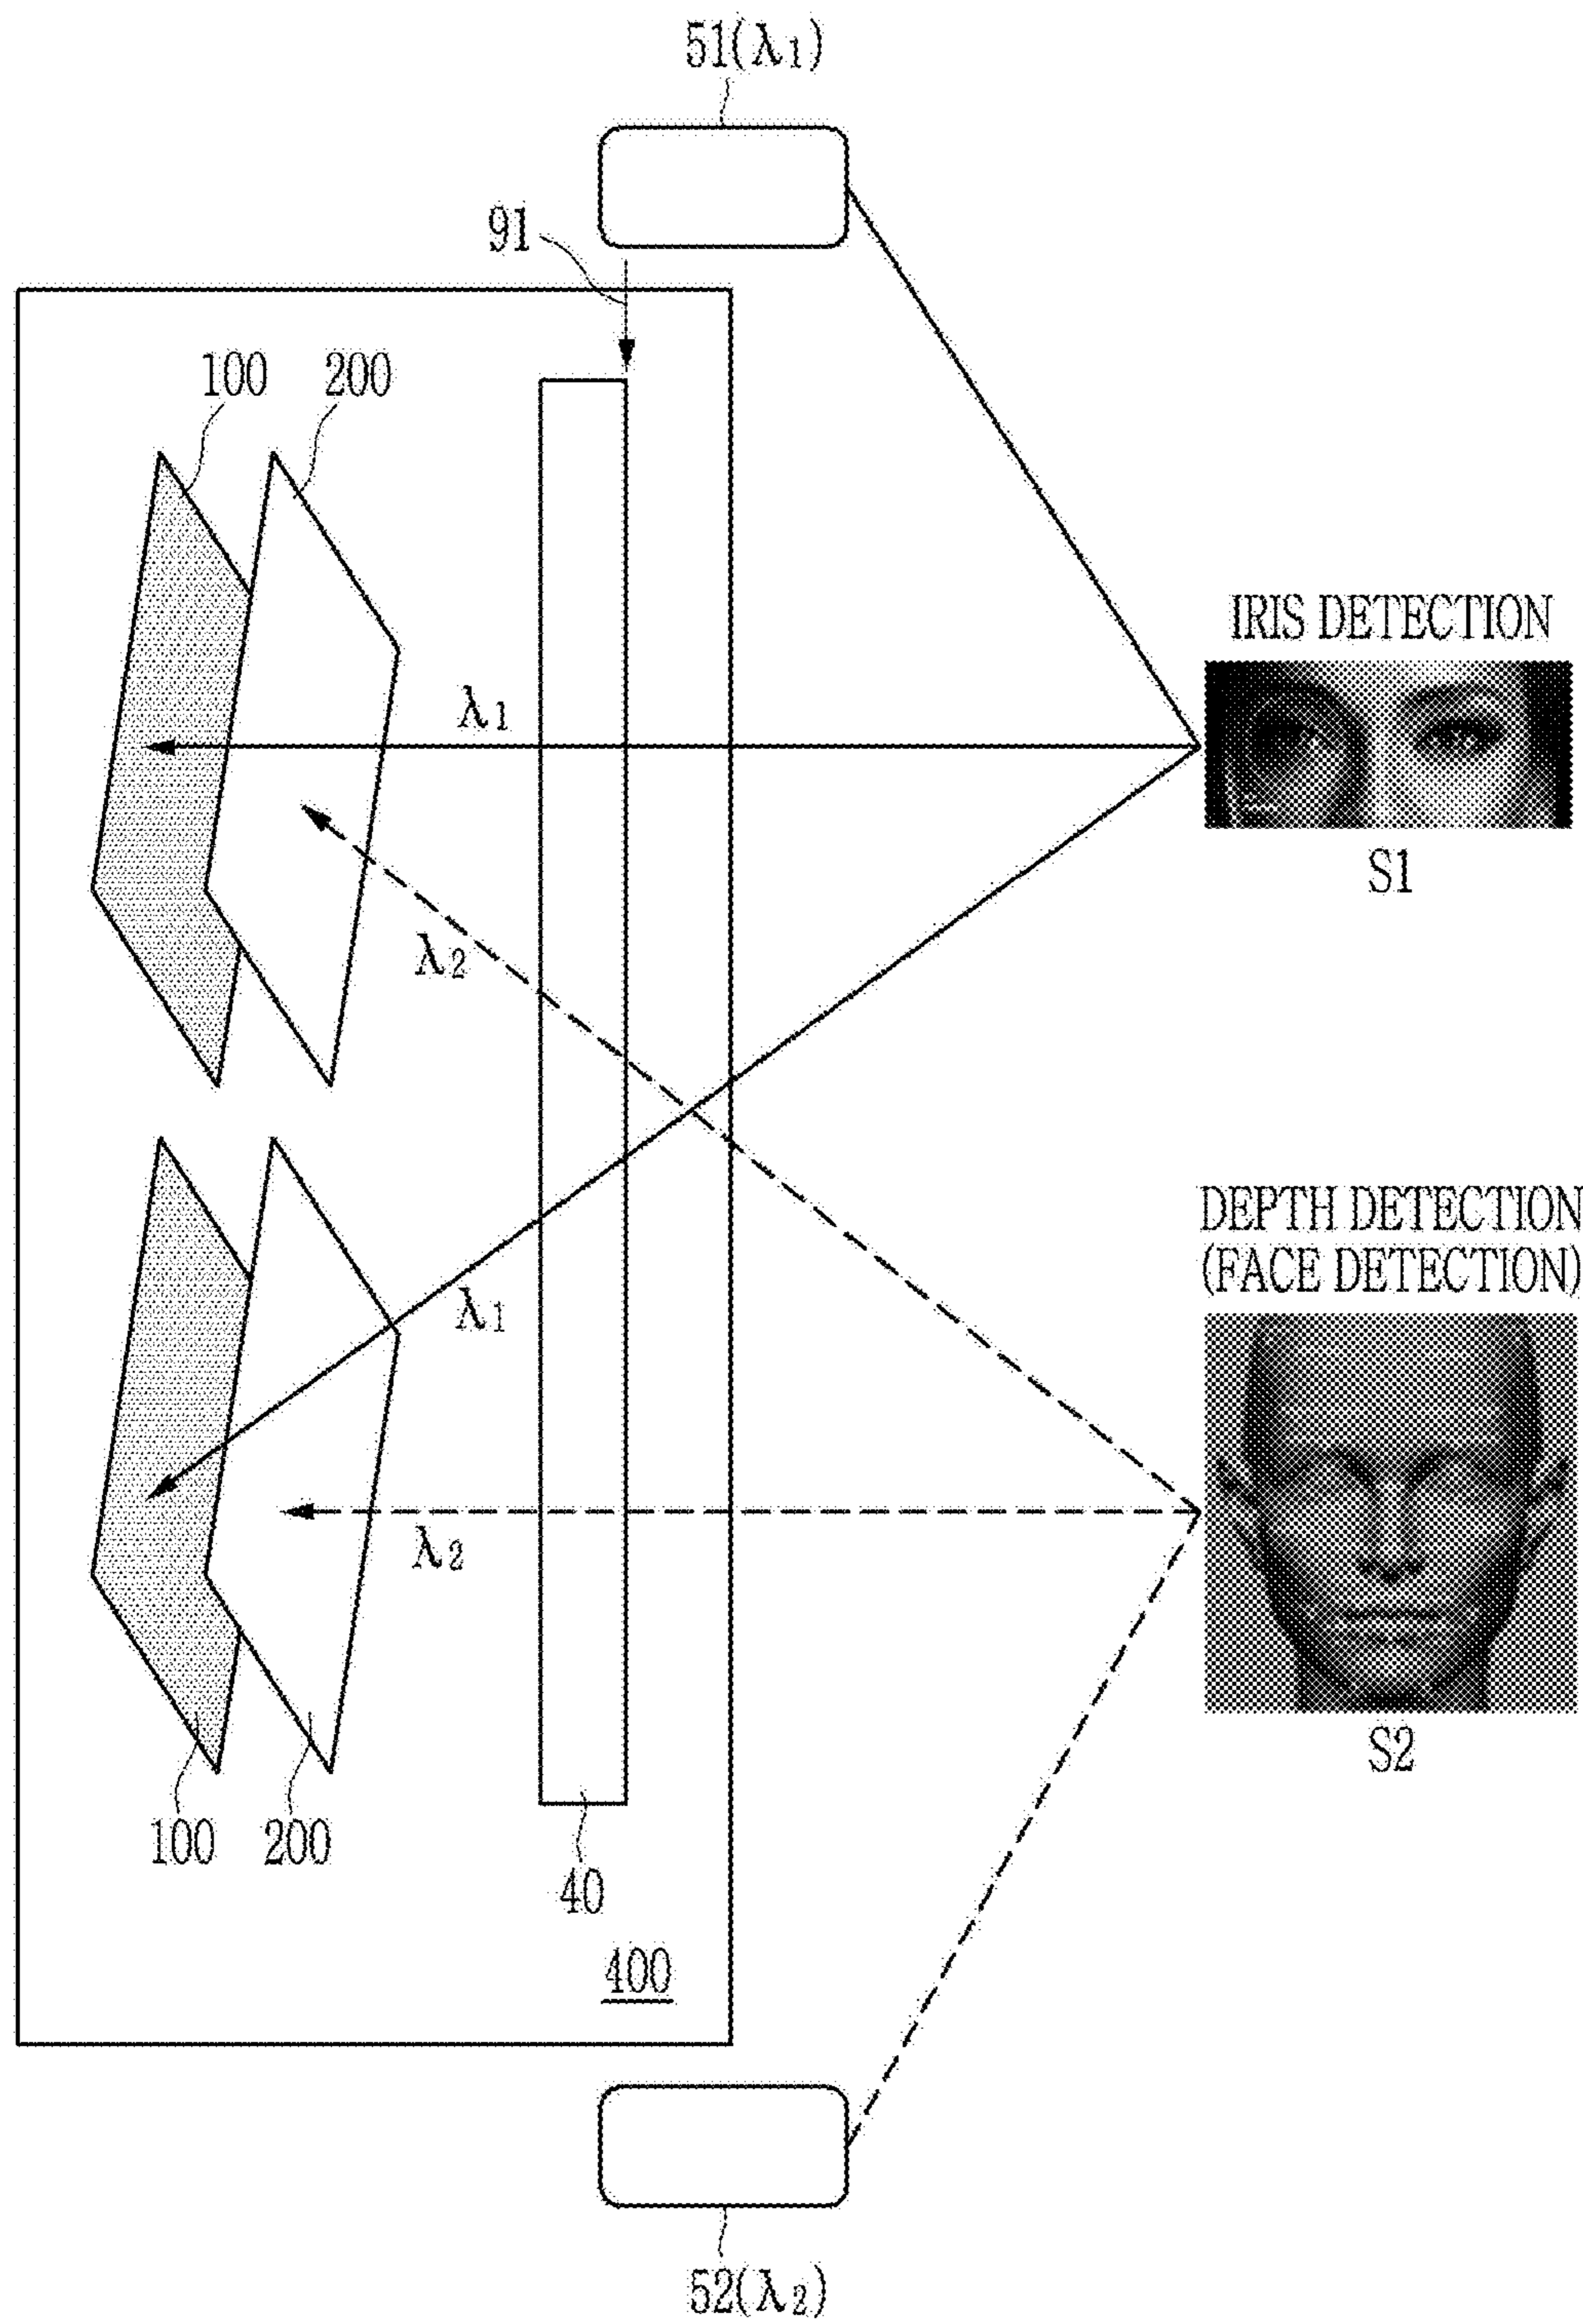 51(λ1)
91
100
200
λ1
IRIS DETECTION
S1
λ2
DEPTH DETECTION
(FACE DETECTION)
λ1
λ2
S2
100
200
40
400
52(λ2)